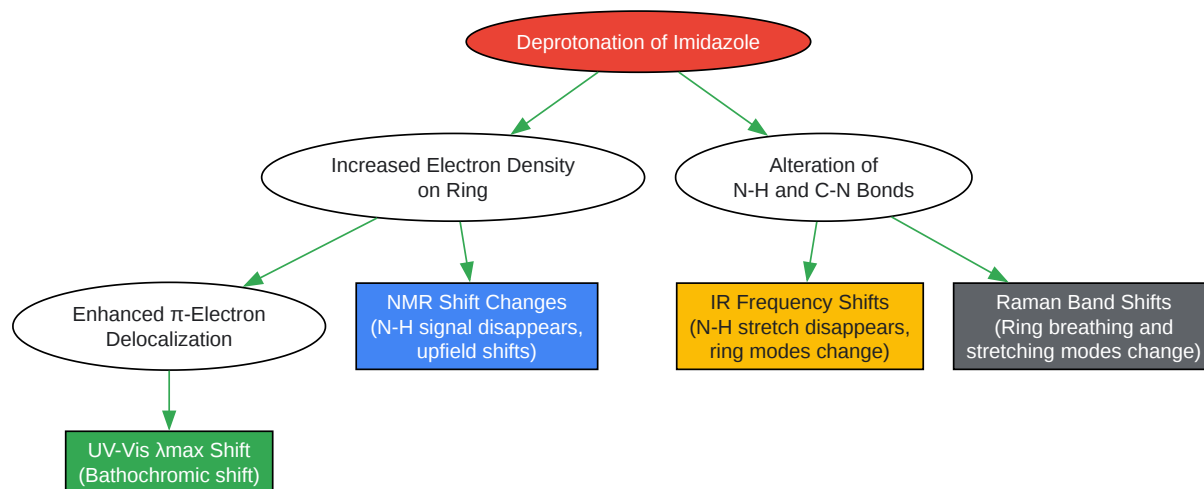 Deprotonation of Imidazole
Increased Electron Density
on Ring
Alteration of
N-H and C-N Bonds
Enhanced π-Electron
Delocalization
NMR Shift Changes
(N-H signal disappears,
upfield shifts)
IR Frequency Shifts
(N-H stretch disappears,
ring modes change)
Raman Band Shifts
(Ring breathing and
stretching modes change)
UV-Vis λmax Shift
(Bathochromic shift)